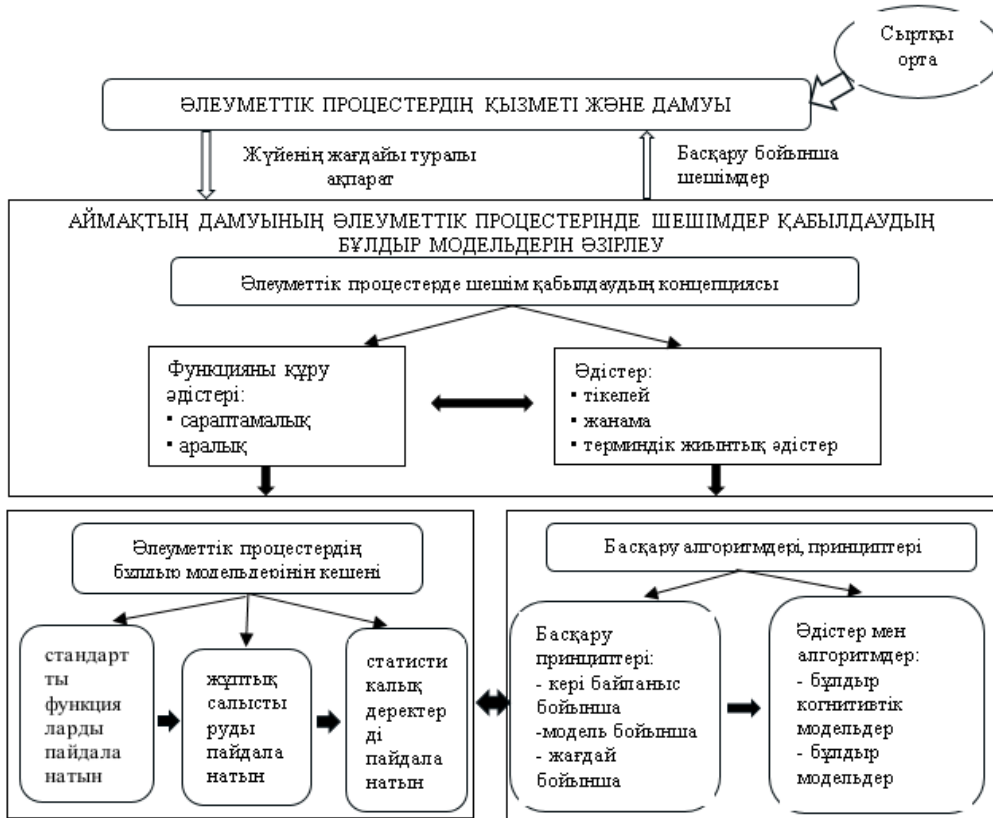 Сыртқы
орта
ӘЛЕУМЕТТІК ПРОЦЕСТЕРДІҢ ҚЫЗМЕТІ ЖӘНЕ ДАМУЫ
Жүйенің жағдайы туралы
ақпарат
Басқару бойынша
шешімдер
АЙМАҚТЫҢ ДАМУЫНЫҢ ӘЛЕУМЕТТІК ПРОЦЕСТЕРІНДЕ ШЕШІМДЕР ҚАБЫЛДАУДЫҢ
БҰЛДЫР МОДЕЛЬДЕРІН ӘЗІРЛЕУ
Әлеуметтік процестерде шешім қабылдаудың концепциясы
Функцияны құру
әдістері:
▪ сараптамалық
▪ аралық
Әдістер:
▪ тікелей
▪ жанама
▪ терминдік жиынтық әдістер
Әлеуметтік процестердің
бұлдыр модельдерінің кешені
стандарт
ты
функция
ларды
пайдала
натын
жұптық
салысты
руды
пайдала
натын
статисти
калық
деректер
ді
пайдала
натын
Басқару алгоритмдері, принциптері
Басқару
принциптері:
- кері байланыс
бойынша
-модель бойынша
- жағдай
бойынша
Әдістер мен
алгоритмдер:
- бұлдыр
когнитивтік
модельдер
- бұлдыр
модельдер